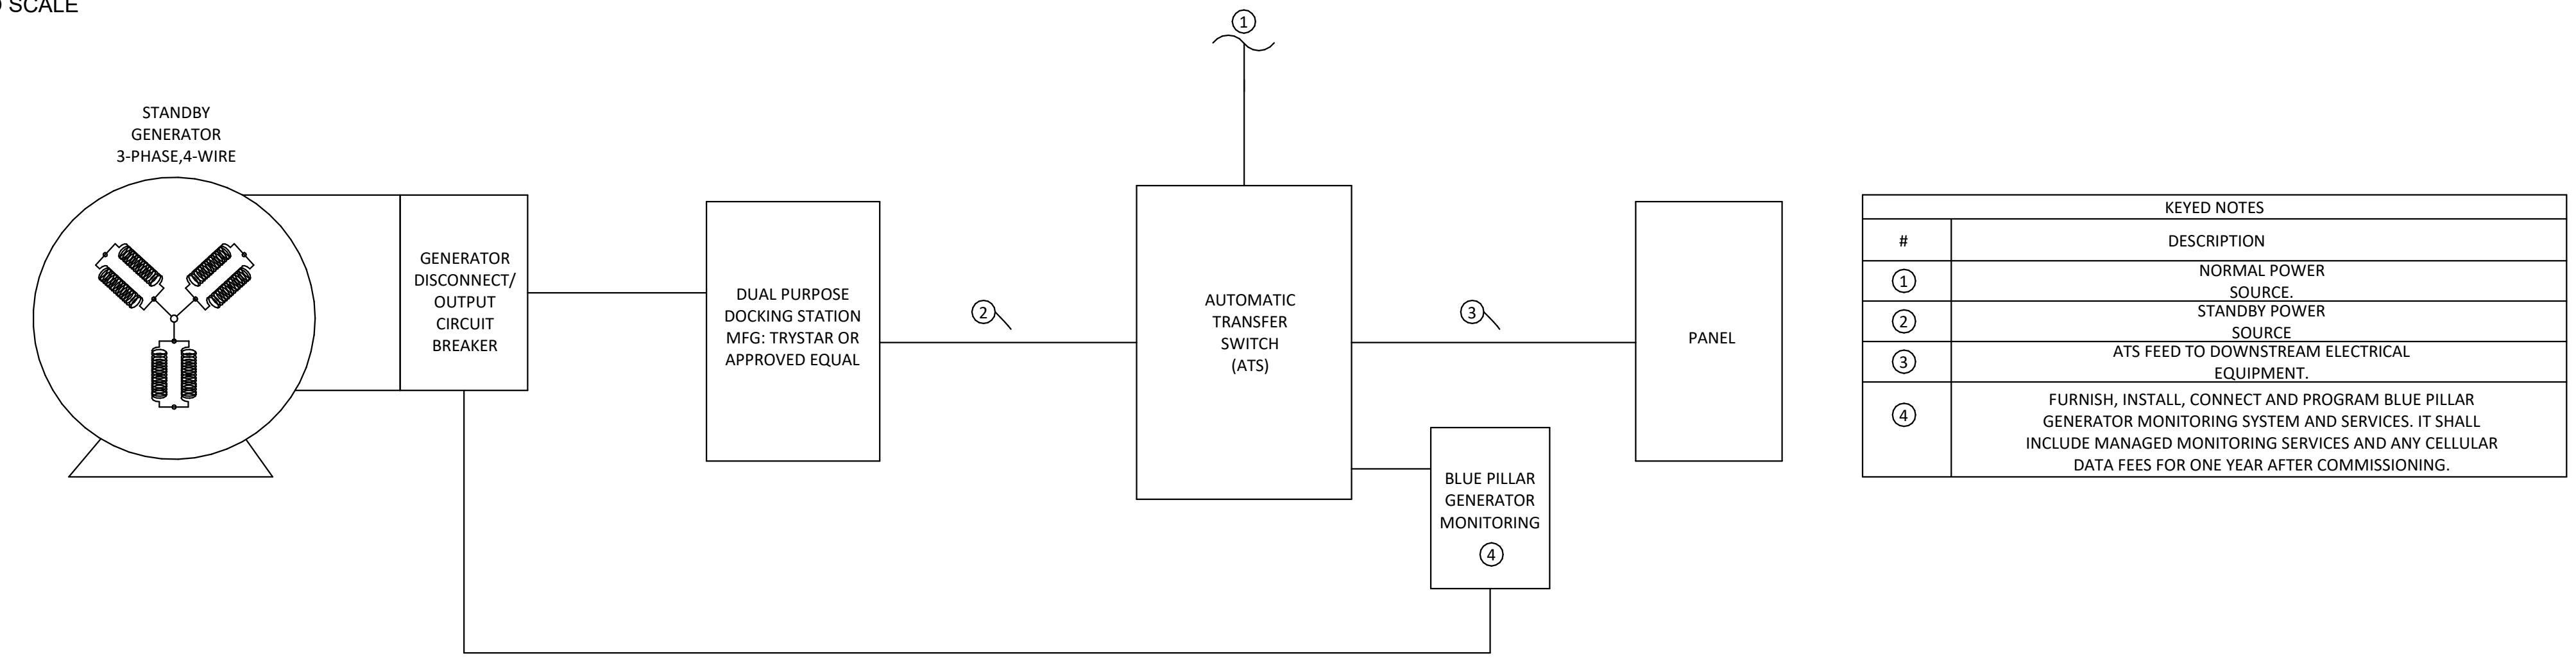 SCALE
1
STANDBY
GENERATOR
3-PHASE,4-WIRE
GENERATOR
DISCONNECT/
OUTPUT
CIRCUIT
BREAKER
DUAL PURPOSE
DOCKING STATION
MFG: TRYSTAR OR
APPROVED EQUAL
2
AUTOMATIC
TRANSFER
SWITCH
(ATS)
3
PANEL
BLUE PILLAR
GENERATOR
MONITORING
4
KEYED NOTES
# DESCRIPTION
1 NORMAL POWER
SOURCE.
2 STANDBY POWER
SOURCE
3 ATS FEED TO DOWNSTREAM ELECTRICAL
EQUIPMENT.
4 FURNISH, INSTALL, CONNECT AND PROGRAM BLUE PILLAR
GENERATOR MONITORING SYSTEM AND SERVICES. IT SHALL
INCLUDE MANAGED MONITORING SERVICES AND ANY CELLULAR
DATA FEES FOR ONE YEAR AFTER COMMISSIONING.